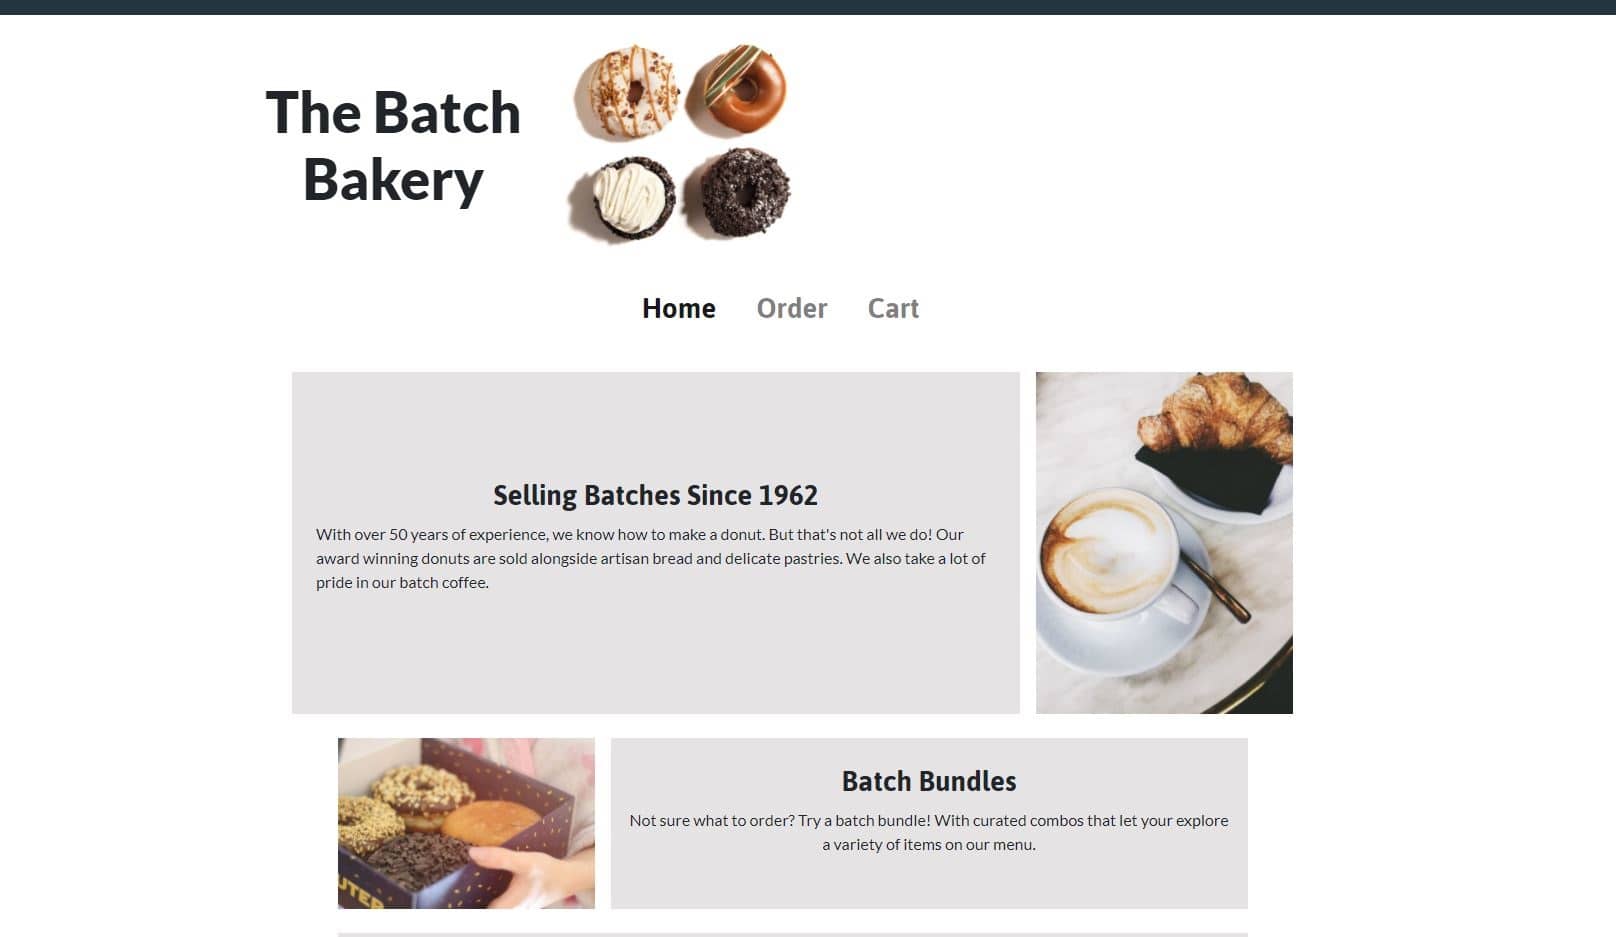 The Batch
Bakery
Home Order Cart
Selling Batches Since 1962
With over 50 years of experience, we know how to make a donut. But that's not all we do! Our
award winning donuts are sold alongside artisan bread and delicate pastries. We also take a lot of
pride in our batch coffee.
Batch Bundles
Not sure what to order? Try a batch bundle! With curated combos that let your explore
a variety of items on our menu.